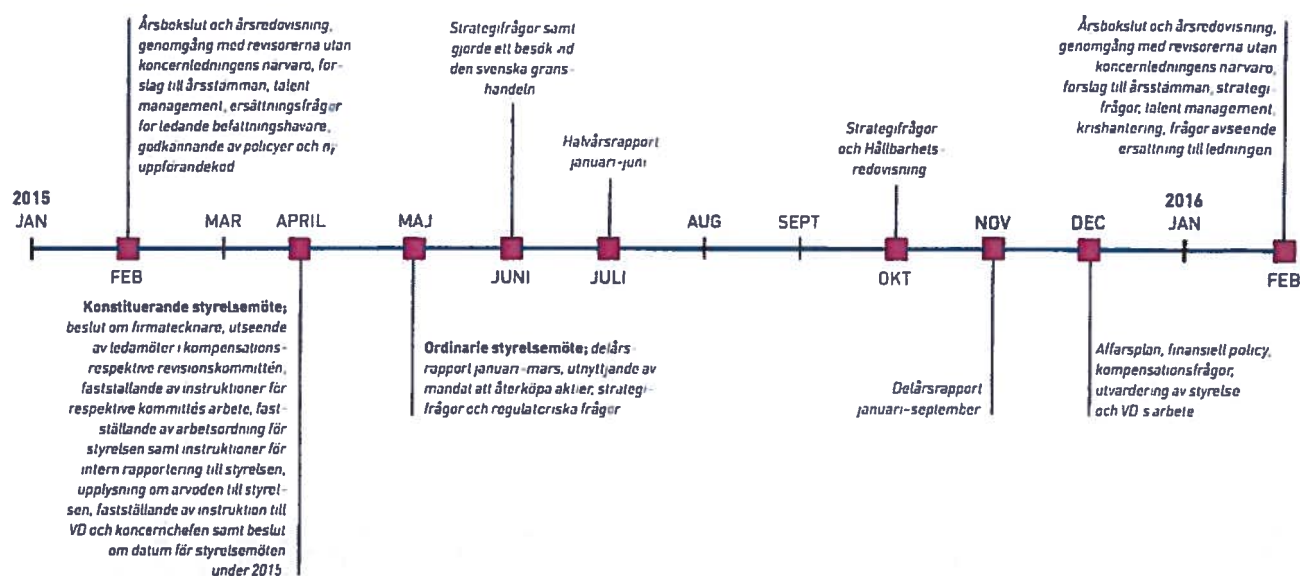 Årsbokslut och årsredovisning,
genomgång med revisorerna utan
koncernledningens närvaro, för-
slag till årsstämman, talent
management, ersättningsfrågor
för ledande befattningshavare,
godkännande av policyer och ny
uppförandekod
Strategifrågor samt
gjorde ett besök
den svenska gräns-
handeln
Halvårsrapport
januari-juni
Strategifrågor
och Hållbarhets-
redovisning
Årsbokslut och årsredovisning,
genomgång med revisorerna utan
koncernledningens närvaro,
förslag till årsstämman, strategi-
frågor, talent management,
krishantering, frågor avseende
ersättning till ledningen
2015
JAN
MAR
APRIL
MAJ
AUG
SEPT
NOV
DEC
2016
JAN
FEB
JUNI
JULI
OKT
FEB
Konstituerande styrelsemöte;
beslut om firmatecknare, utseende
av ledamöter i kompensations-
respektive revisionskommittén,
fastställande av instruktioner för
respektive kommittés arbete, fast-
ställande av arbetsordning för
styrelsen samt instruktioner för
intern rapportering till styrelsen,
upplysning om arvoden till styrel-
sen, fastställande av instruktion till
VD och koncernchefen samt beslut
om datum för styrelsemöten
under 2015
Ordinarie styrelsemöte; delårs-
rapport januari-mars, utnyttjande av
mandat att återköpa aktier, strategi-
frågor och regulatoriska frågor
Delårsrapport
januari-september
Affärsplan, finansiell policy,
kompensationsfrågor,
utvärdering av styrelse
och VD s arbete